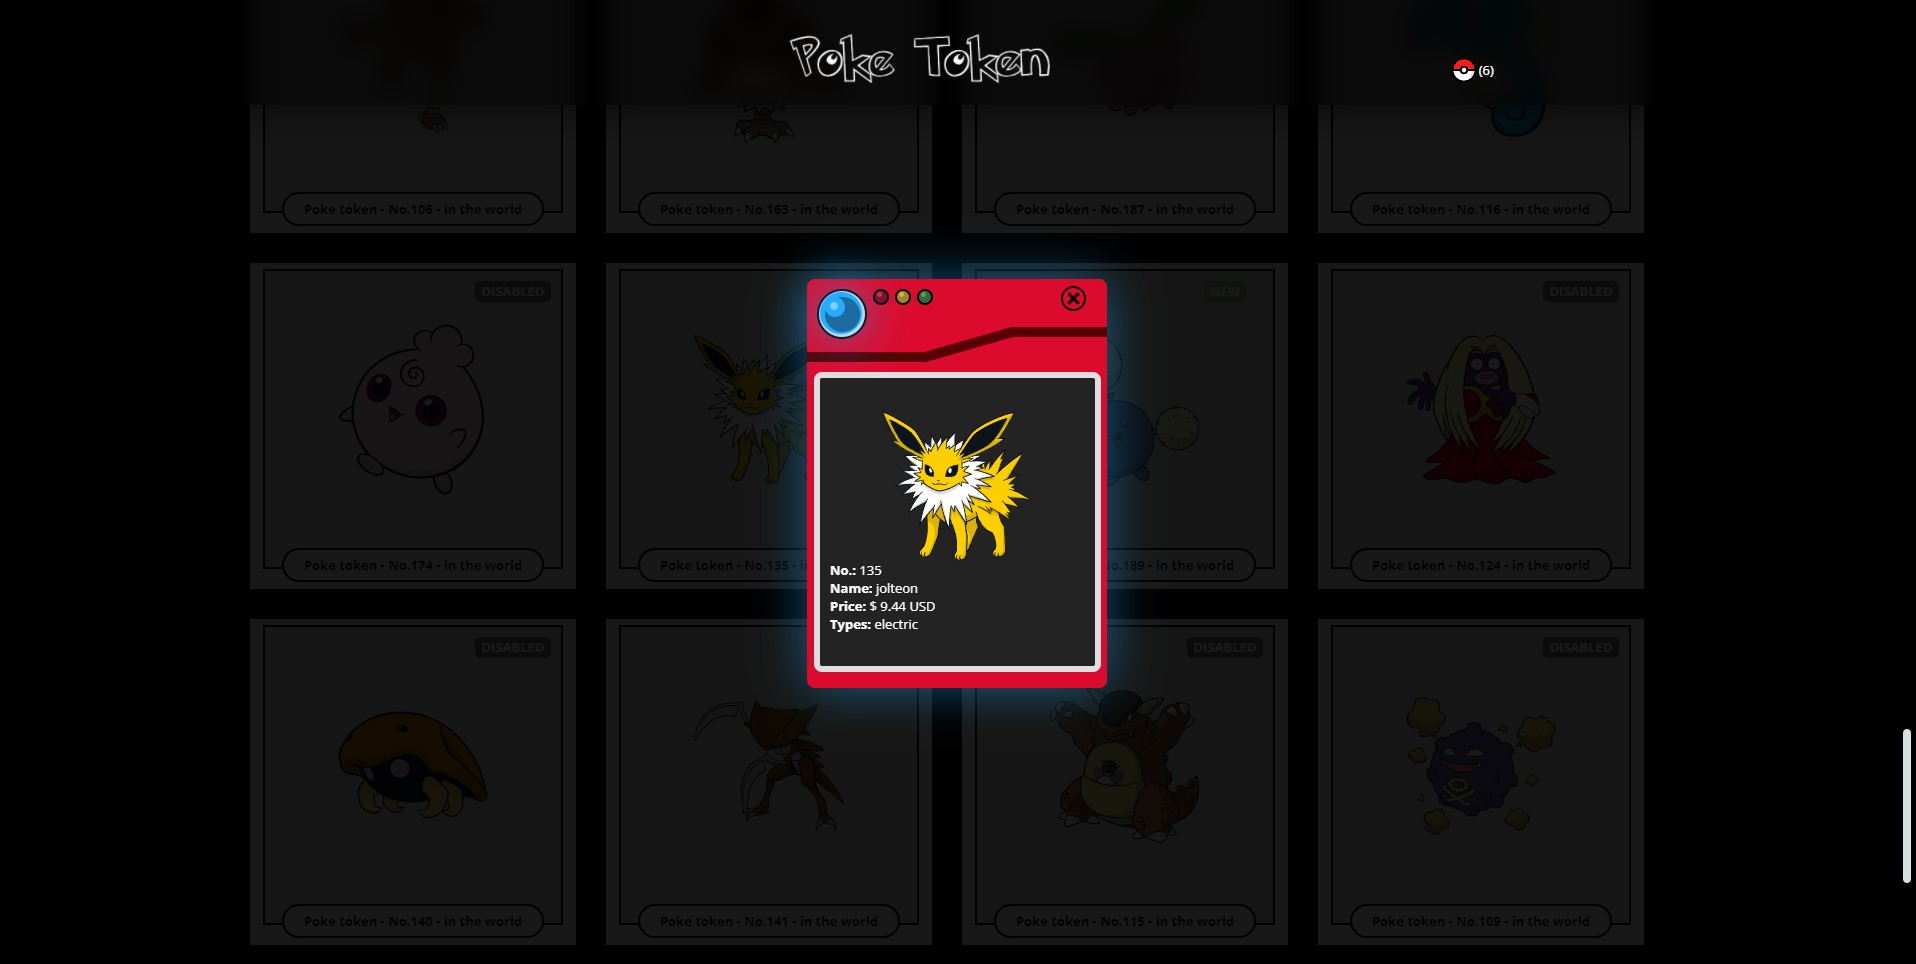 Poke Token
(6)
Poke token - No.106 - in the world
Poke token - No.163 - in the world
Poke token - No.187 - in the world
Poke token - No.116 - in the world
DISABLED
NEW
DISABLED
No.: 135
Name: jolteon
Price: $ 9.44 USD
Types: electric
Poke token - No.174 - in the world
Poke token - No.135 - i
o.189 - in the world
Poke token - No.124 - in the world
DISABLED
DISABLED
DISABLED
Poke token - No.140 - in the world
Poke token - No.141 - in the world
Poke token - No.115 - in the world
Poke token - No.109 - in the world